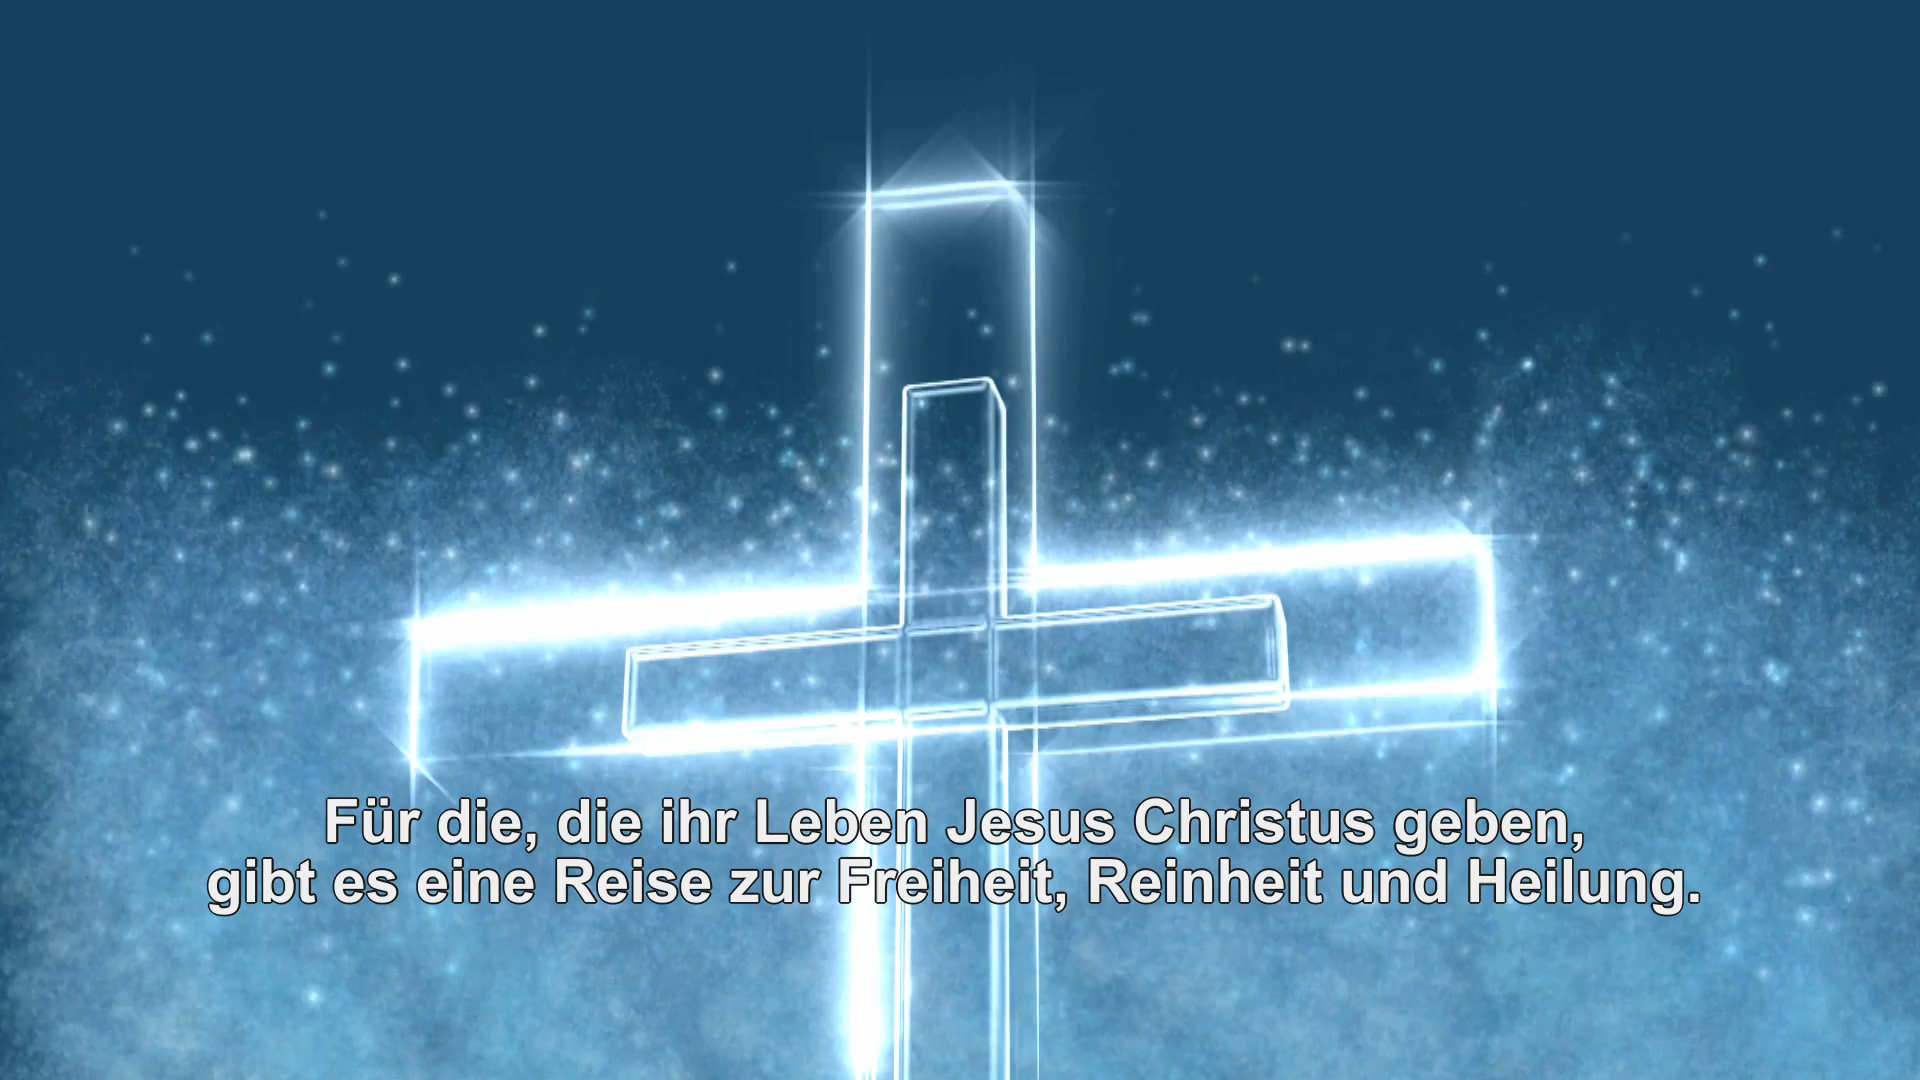 Für die, die ihr Leben Jesus Christus geben,
gibt es eine Reise zur Freiheit, Reinheit und Heilung.